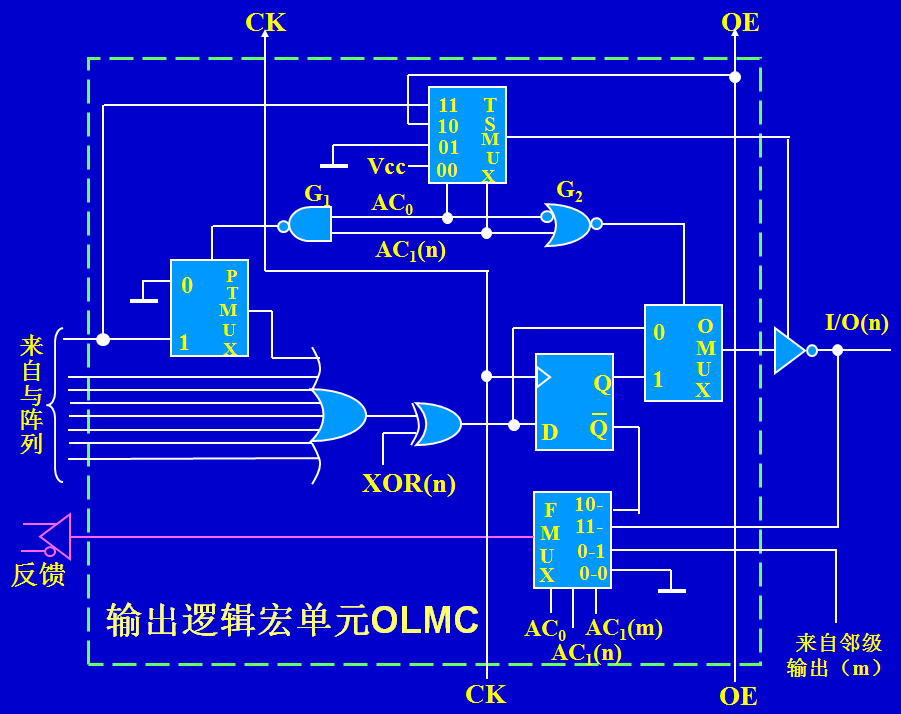 CK
OE
11
T
10
S
01
M
Vcc
00
U
X
G1
AC0
G2
AC1(n)
0
P
T
M
U
1
X
来自与阵列
0
O
M
1
U
X
I/O(n)
Q
D
Q̅
XOR(n)
F
10-
M
11-
U
0-1
X
0-0
反馈
输出逻辑宏单元OLMC
AC0
AC1(m)
AC1(n)
来自邻级
输出（m）
CK
OE